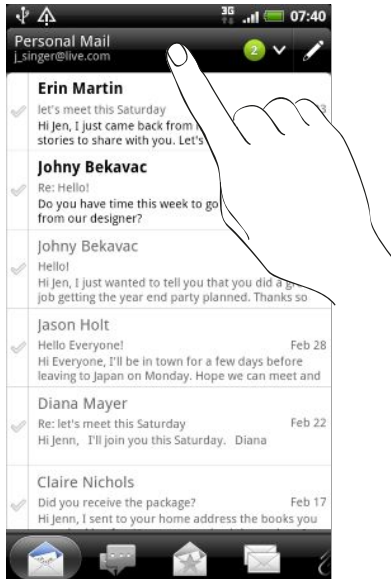 3G 07:40
Personal Mail
j_singer@live.com
2
Erin Martin
let's meet this Saturday 3
Hi Jen, I just came back from
stories to share with you. Let's
Johny Bekavac
Re: Hello!
Do you have time this week to go
from our designer?
Johny Bekavac
Hello!
Hi Jen, I just wanted to tell you that you did a
job getting the year end party planned. Thanks so
Jason Holt
Hello Everyone! Feb 28
Hi Everyone, I'll be in town for a few days before
leaving to Japan on Monday. Hope we can meet and
Diana Mayer
Re: let's meet this Saturday Feb 22
Hi Jenn, I'll join you this Saturday. Diana
Claire Nichols
Did you receive the package? Feb 17
Hi Jenn, I sent to your home address the books you